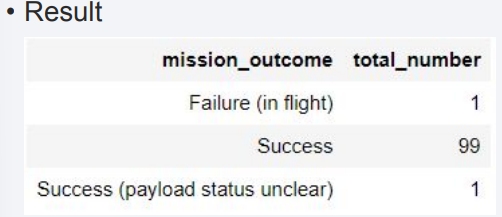 • Result
mission_outcome total_number
Failure (in flight) 1
Success 99
Success (payload status unclear) 1